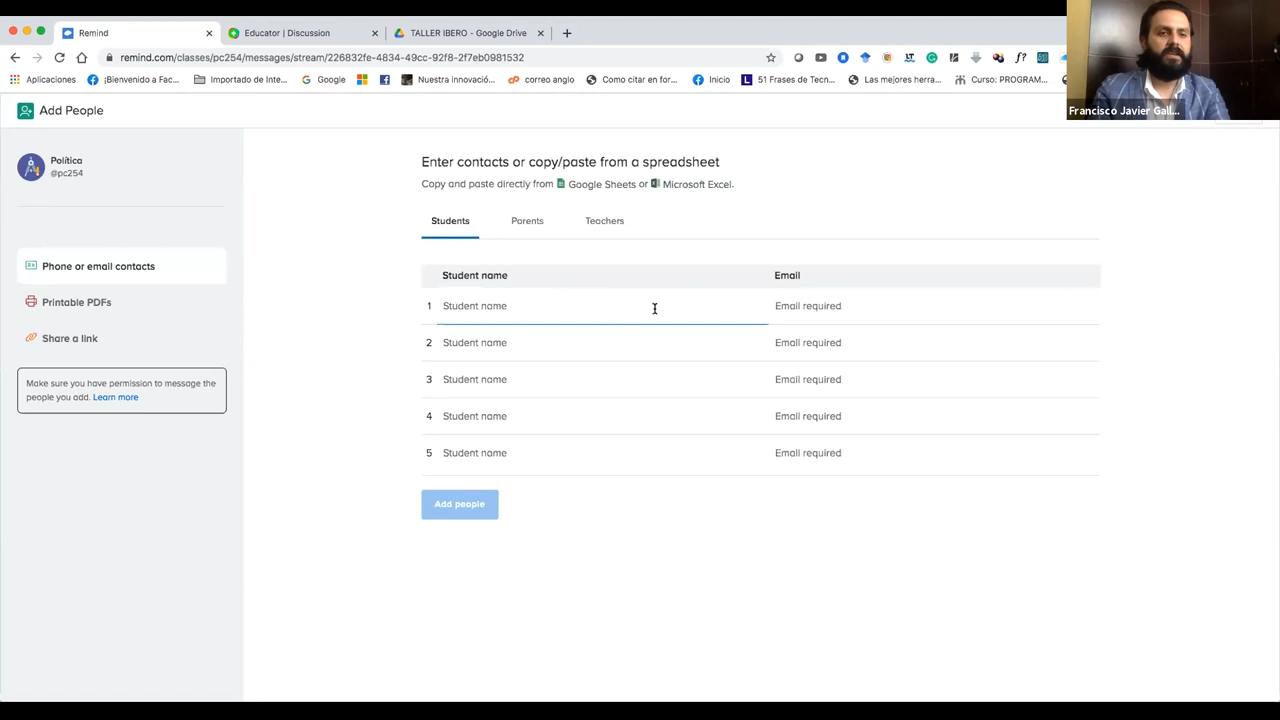 Remind
Educator | Discussion
TALLER IBERO - Google Drive
remind.com/classes/pc254/messages/stream/226832fe-4834-49cc-92f8-2f7eb0981532
Aplicaciones
¡Bienvenido a Fac...
Importado de Inte...
Google
Nuestra innovació...
correo anglo
Como citar en for...
Inicio
51 Frases de Tecn...
Las mejores herra...
Curso: PROGRAM...
Francisco Javier Gall...
Add People
Política
@pc254
Phone or email contacts
Printable PDFs
Share a link
Make sure you have permission to message the
people you add. Learn more
Enter contacts or copy/paste from a spreadsheet
Copy and paste directly from Google Sheets or Microsoft Excel.
Students Parents Teachers
Student name Email
1 Student name Email required
2 Student name Email required
3 Student name Email required
4 Student name Email required
5 Student name Email required
Add people